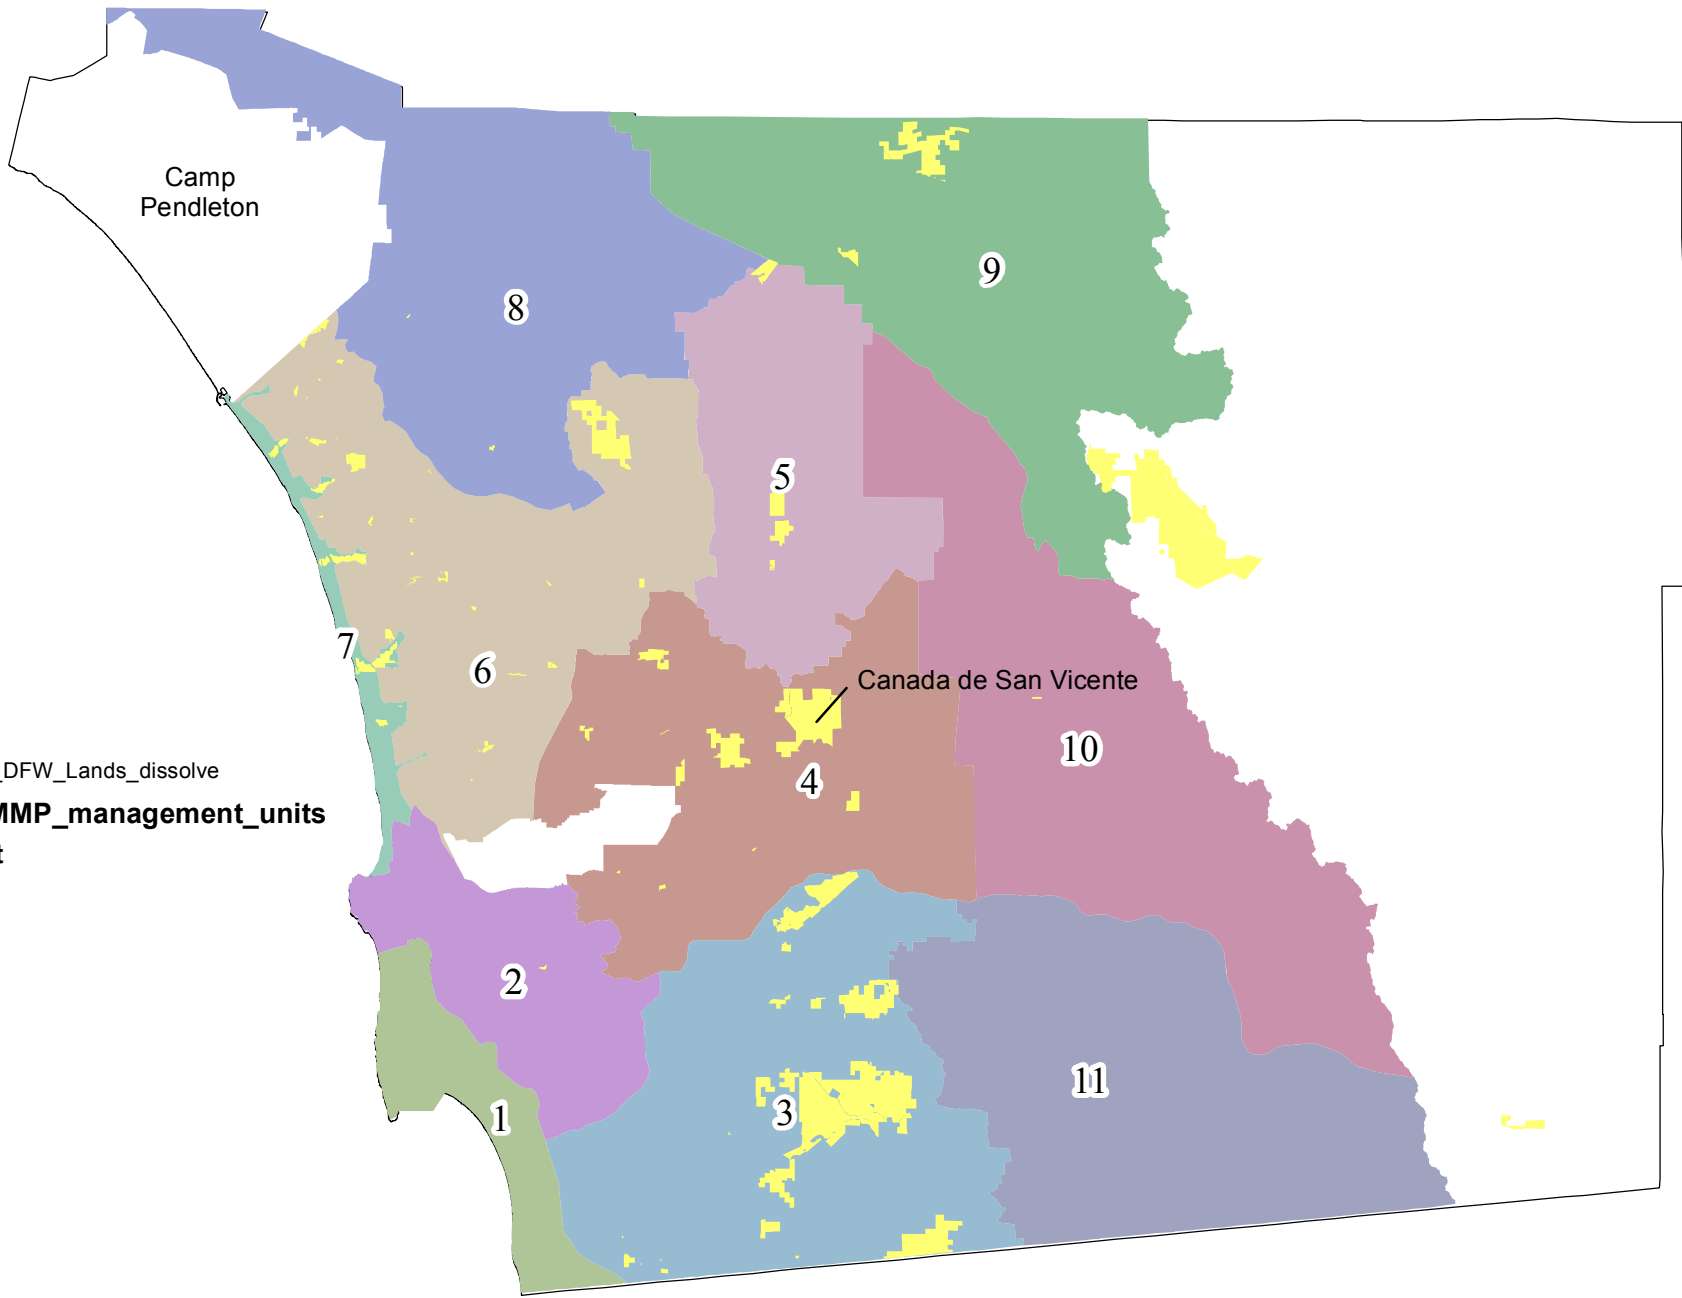 Camp
Pendleton
8
9
5
7
6
Canada de San Vicente
10
4
_DFW_Lands_dissolve
MMP_management_units
t
2
1
3
11